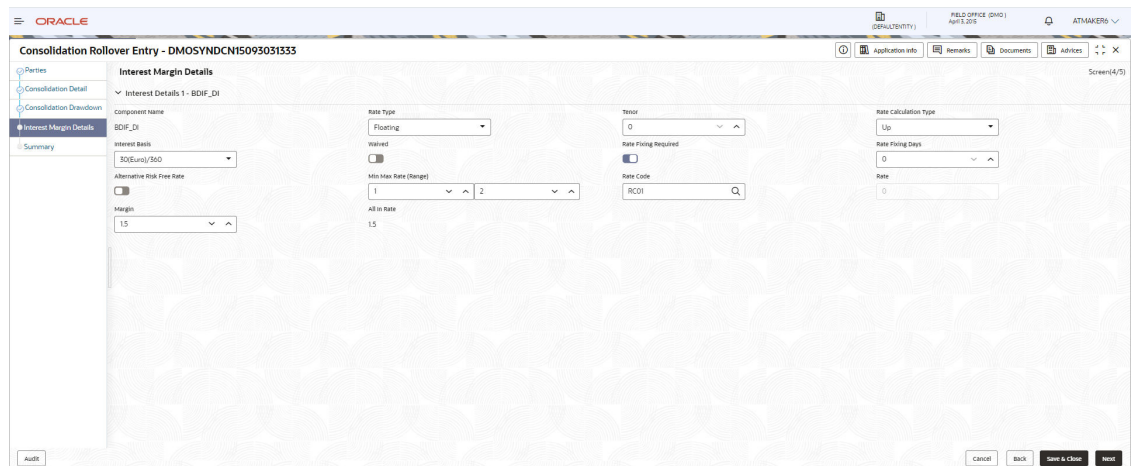 ORACLE
(DEFAULTENTITY)
FIELD OFFICE (DMO)
April 3, 2015
ATMAKER6
Consolidation Rollover Entry - DMOSYNDCN15093031333
Application Info
Remarks
Documents
Advices
Parties
Consolidation Detail
Consolidation Drawdown
Interest Margin Details
Summary
Interest Margin Details
Screen(4/5)
Interest Details 1 - BDIF_DI
Component Name
Rate Type
Tenor
Rate Calculation Type
BDIF_DI
Floating
0
Up
Interest Basis
Waived
Rate Fixing Required
Rate Fixing Days
30(Euro)/360
0
Alternative Risk Free Rate
Min Max Rate (Range)
Rate Code
Rate
1
2
RC01
0
Margin
All In Rate
1.5
1.5
Audit
Cancel
Back
Save & Close
Next